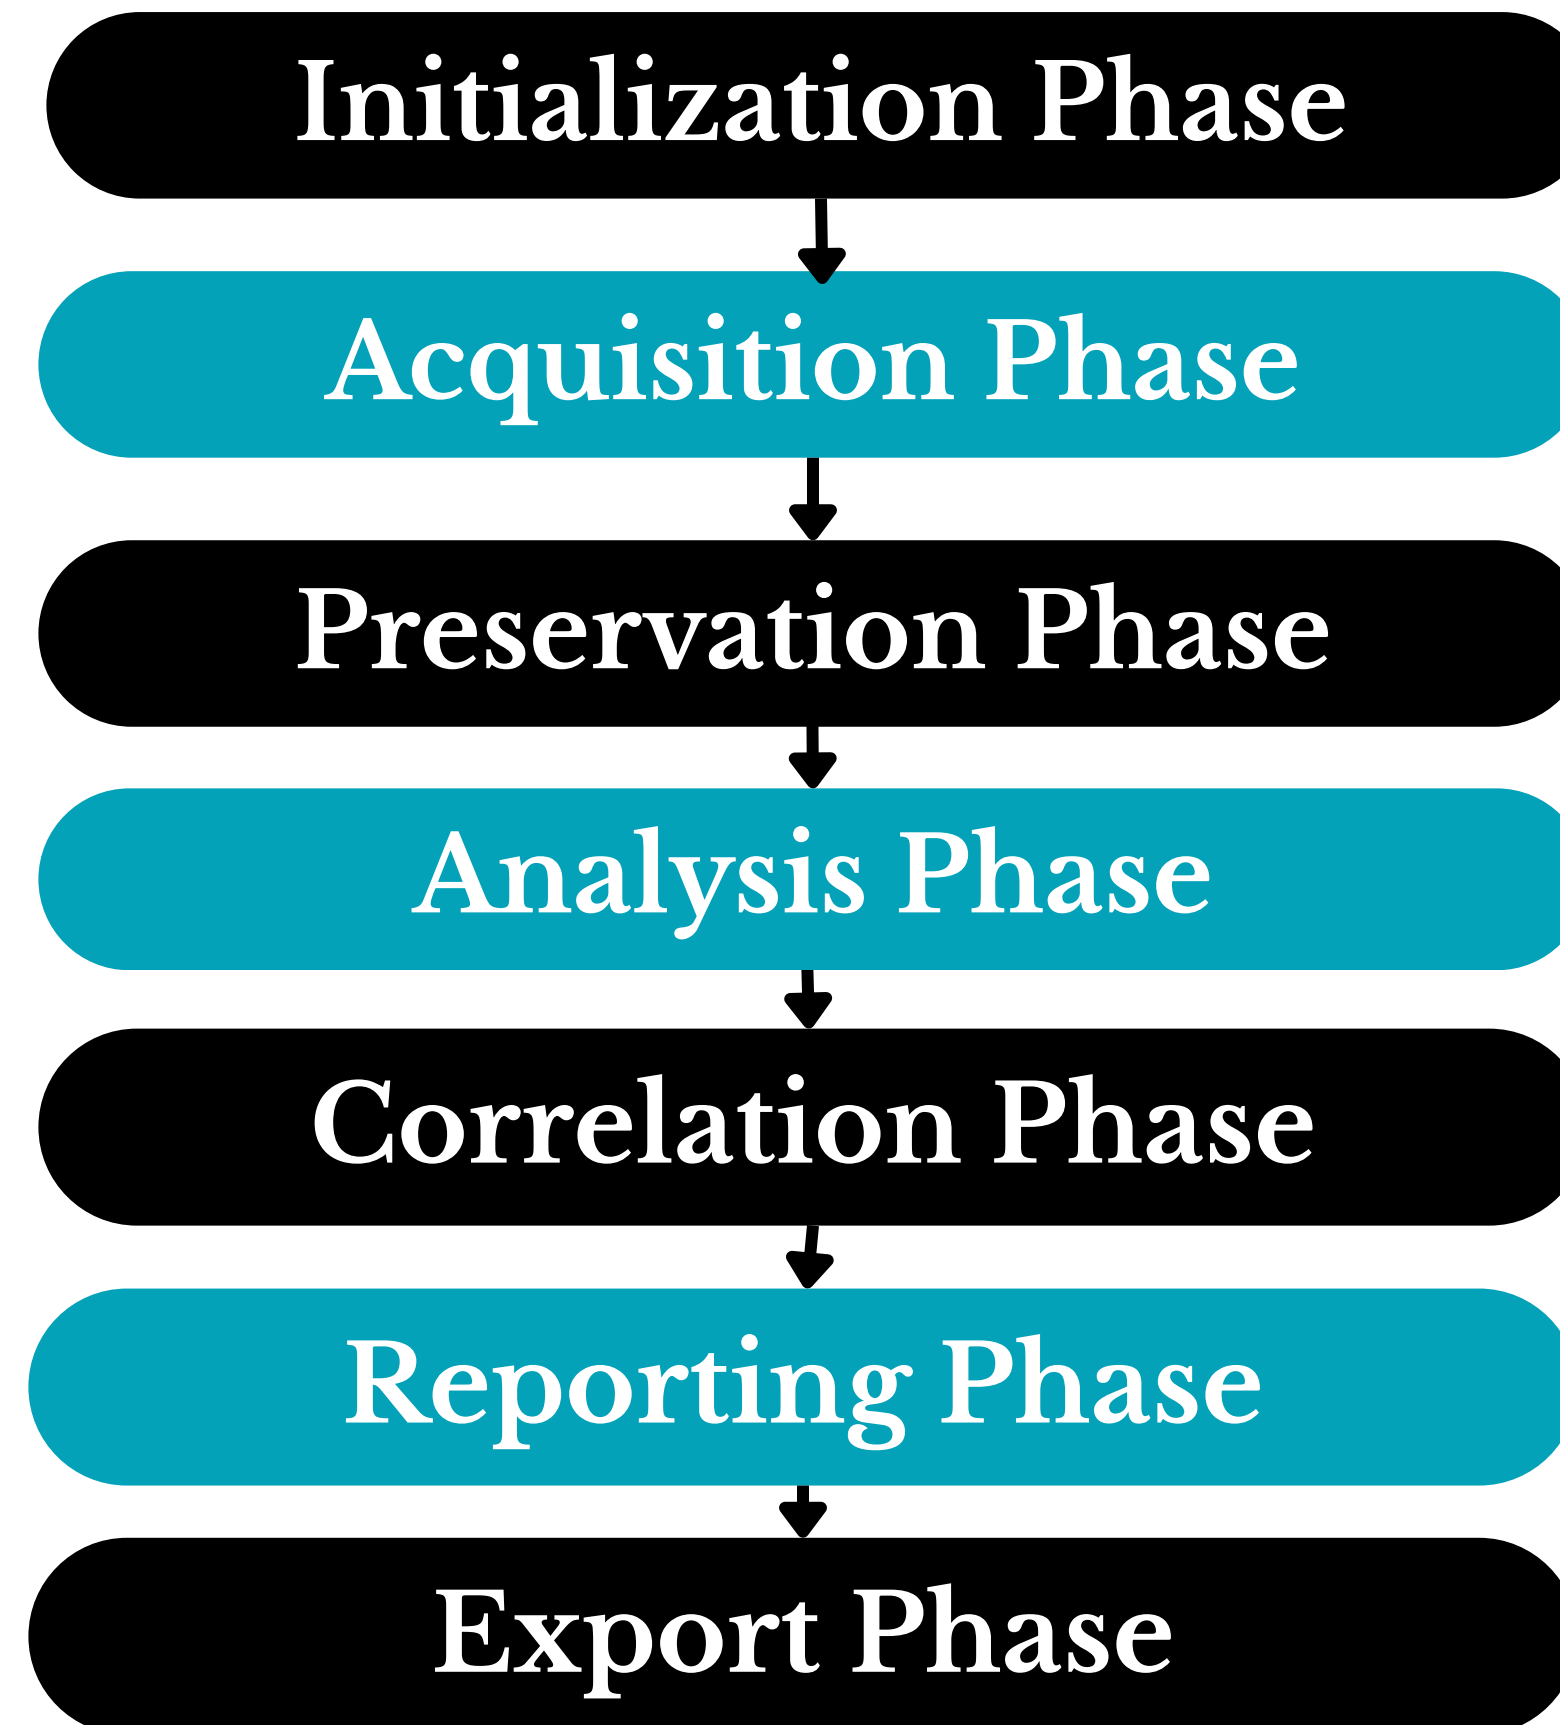 Initialization Phase
Acquisition Phase
Preservation Phase
Analysis Phase
Correlation Phase
Reporting Phase
Export Phase